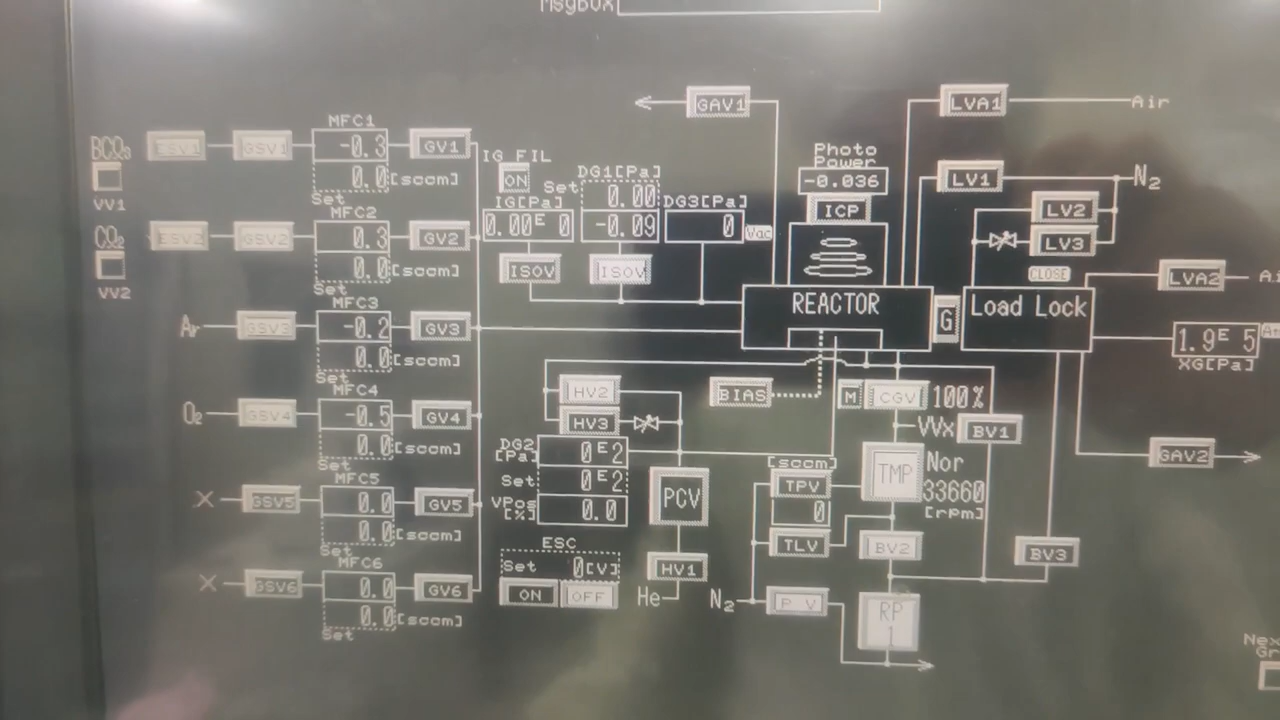 MsgBox
GAV1
LVA1
Air
MFC1
BCl₃
ESV1
GSV1
-0.3
GV1
0.0
[sccm]
Set
VV1
IG FIL
ON
DG1[Pa]
Set
0.00
IG[Pa]
0.00E 0
-0.09
DG3[Pa]
0
Vac
Photo
Power
-0.036
ICP
LV1
N₂
LV2
LV3
CLOSE
MFC2
ESV2
GSV2
0.3
GV2
0.0
[sccm]
Set
VV2
ISOV
ISOV
REACTOR
G
Load Lock
LVA2
1.9E 5
XG[Pa]
MFC3
Ar
GSV3
-0.2
GV3
0.0
[sccm]
Set
MFC4
O₂
GSV4
-0.5
GV4
0.0
[sccm]
Set
HV2
HV3
BIAS
M
CGV
100%
VVx
BV1
GAV2
DG2
[Pa]
0E2
Set
0E2
VPos
[%]
0.0
PCV
[sccm]
TPV
0
TLV
TMP
Nor
33660
[rpm]
BV2
BV3
MFC5
X
GSV5
0.0
GV5
0.0
[sccm]
Set
MFC6
X
GSV6
0.0
GV6
0.0
[sccm]
Set
ESC
Set
0[V]
ON
OFF
HV1
He
N₂
RP
1